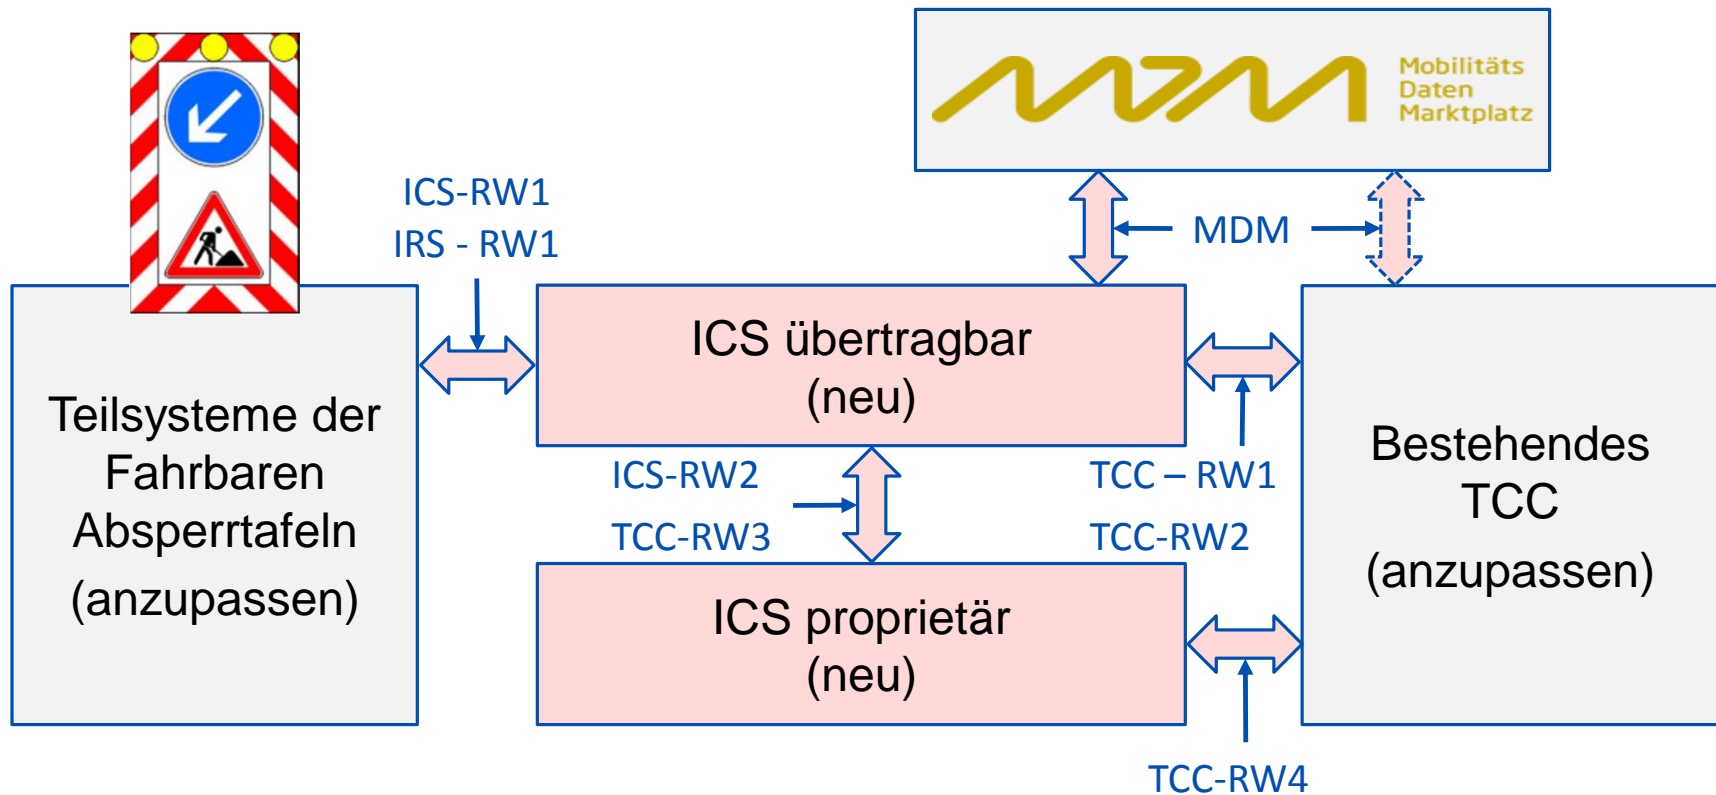 Mobilitäts
Daten
Marktplatz
ICS-RW1
IRS - RW1
MDM
ICS übertragbar
(neu)
Teilsysteme der
Fahrbaren
Absperrtafeln
(anzupassen)
Bestehendes
TCC
(anzupassen)
ICS-RW2
TCC-RW3
TCC – RW1
TCC-RW2
ICS proprietär
(neu)
TCC-RW4